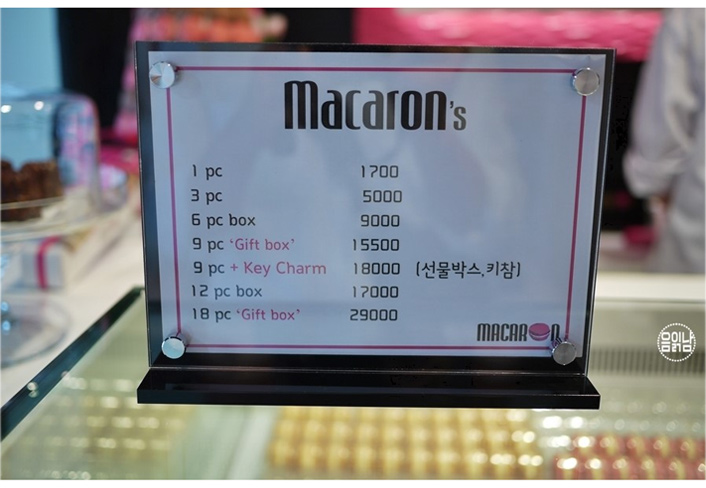 Macaron's
1 pc 1700
3 pc 5000
6 pc box 9000
9 pc 'Gift box' 15500
9 pc + Key Charm 18000 (선물박스,키참)
12 pc box 17000
18 pc 'Gift box' 29000
MACARON